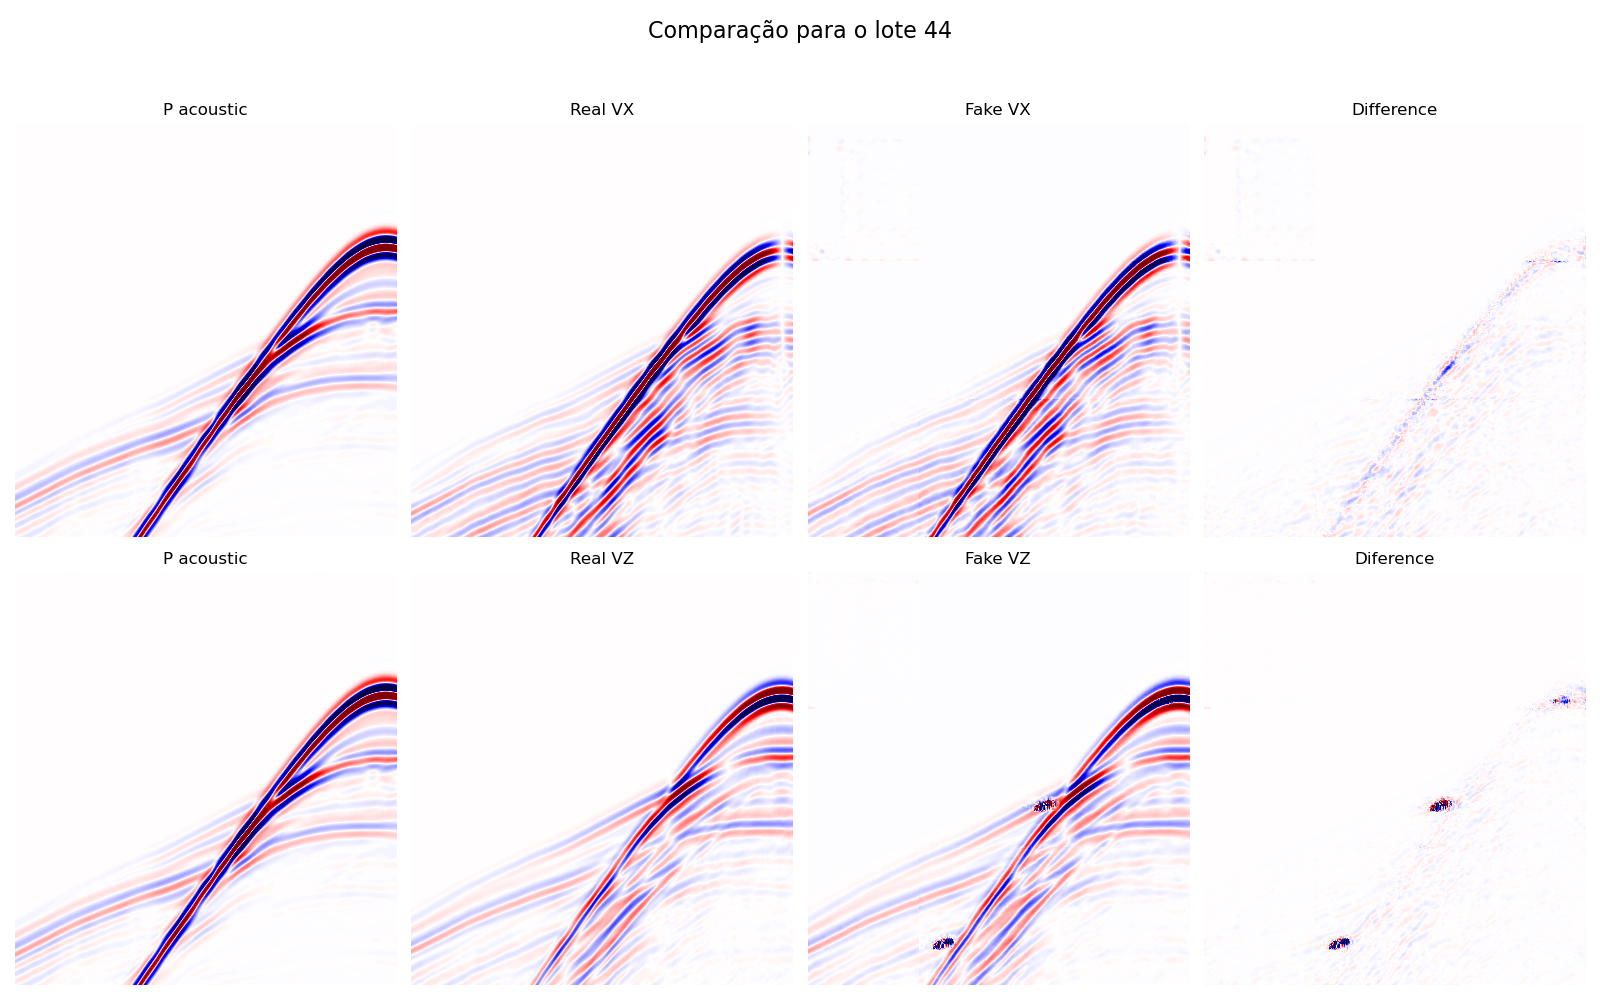 Comparação para o lote 44
P acoustic
Real VX
Fake VX
Difference
P acoustic
Real VZ
Fake VZ
Diference